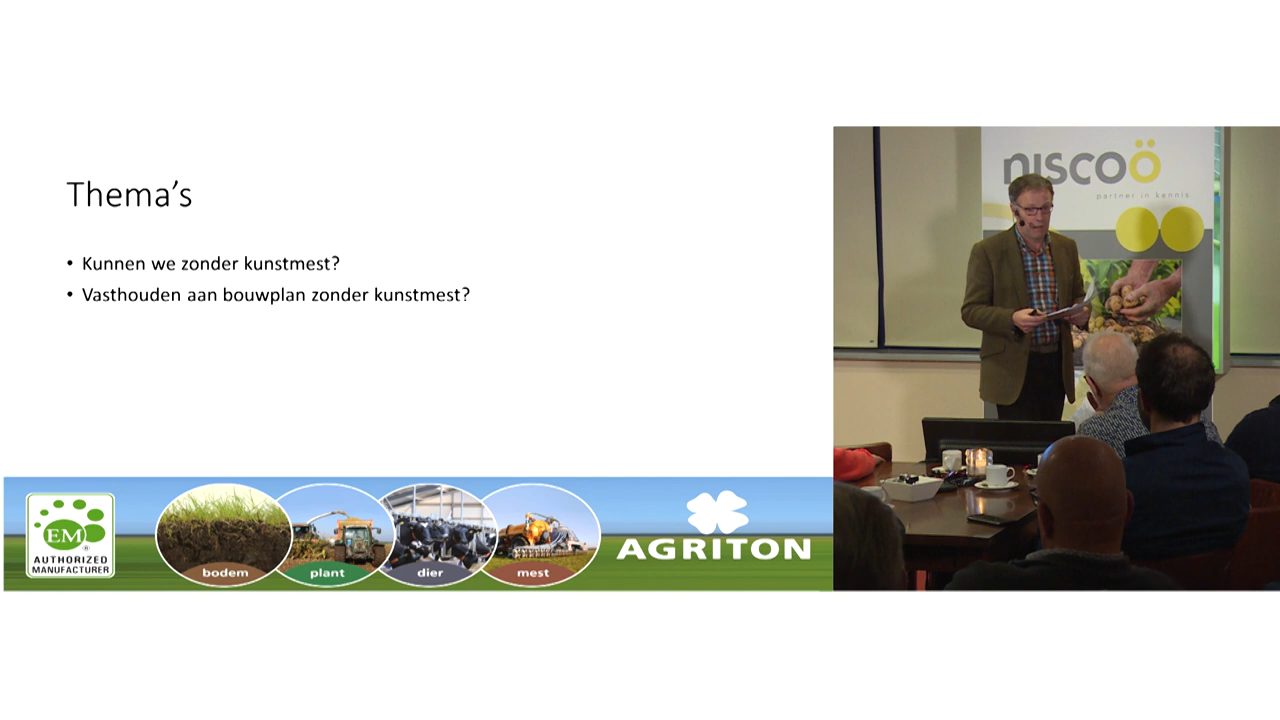 Thema's
• Kunnen we zonder kunstmest?
• Vasthouden aan bouwplan zonder kunstmest?
EM®
AUTHORIZED
MANUFACTURER
bodem
plant
dier
mest
AGRITON
niscoö
partner in kennis